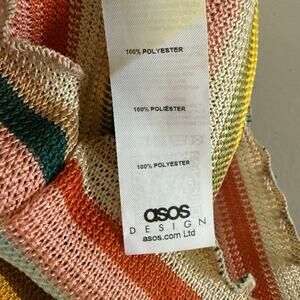 100% POLYESTER
100% POLIÉSTER
100% POLYESTER
asos
DESIGN
asos.com Ltd